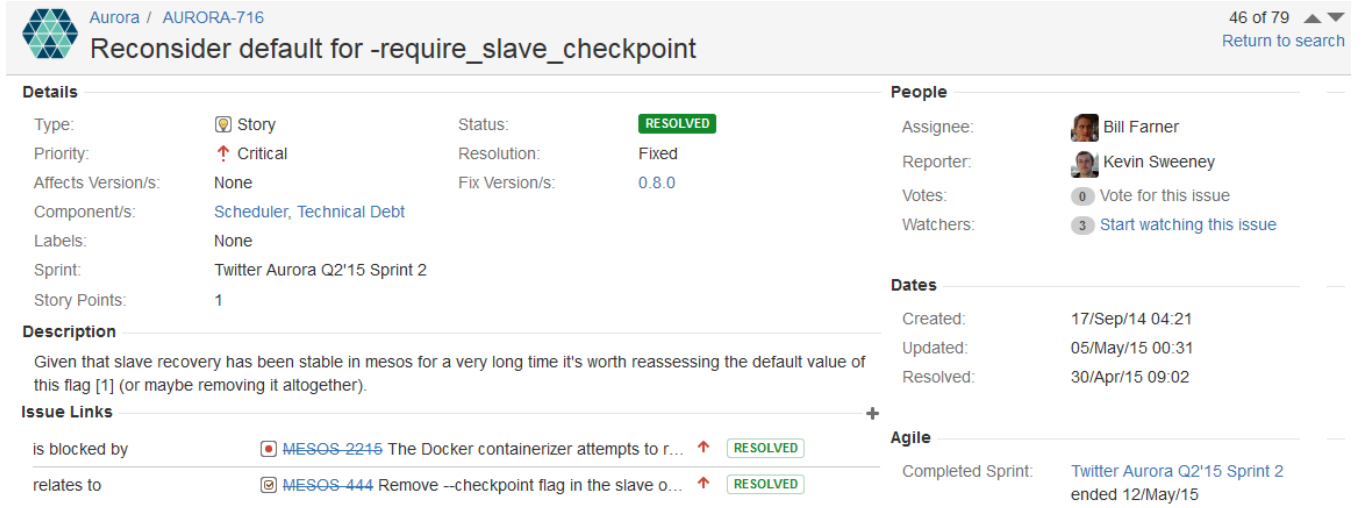 Aurora / AURORA-716
46 of 79
Reconsider default for -require_slave_checkpoint
Return to search
Details
Type: Story
Status: RESOLVED
Priority: Critical
Resolution: Fixed
Affects Version/s: None
Fix Version/s: 0.8.0
Component/s: Scheduler, Technical Debt
Labels: None
Sprint: Twitter Aurora Q2'15 Sprint 2
Story Points: 1
Description
Given that slave recovery has been stable in mesos for a very long time it's worth reassessing the default value of
this flag [1] (or maybe removing it altogether).
Issue Links
is blocked by MESOS-2215 The Docker containerizer attempts to r... RESOLVED
relates to MESOS-444 Remove --checkpoint flag in the slave o... RESOLVED
People
Assignee: Bill Farner
Reporter: Kevin Sweeney
Votes: 0 Vote for this issue
Watchers: 3 Start watching this issue
Dates
Created: 17/Sep/14 04:21
Updated: 05/May/15 00:31
Resolved: 30/Apr/15 09:02
Agile
Completed Sprint: Twitter Aurora Q2'15 Sprint 2
ended 12/May/15